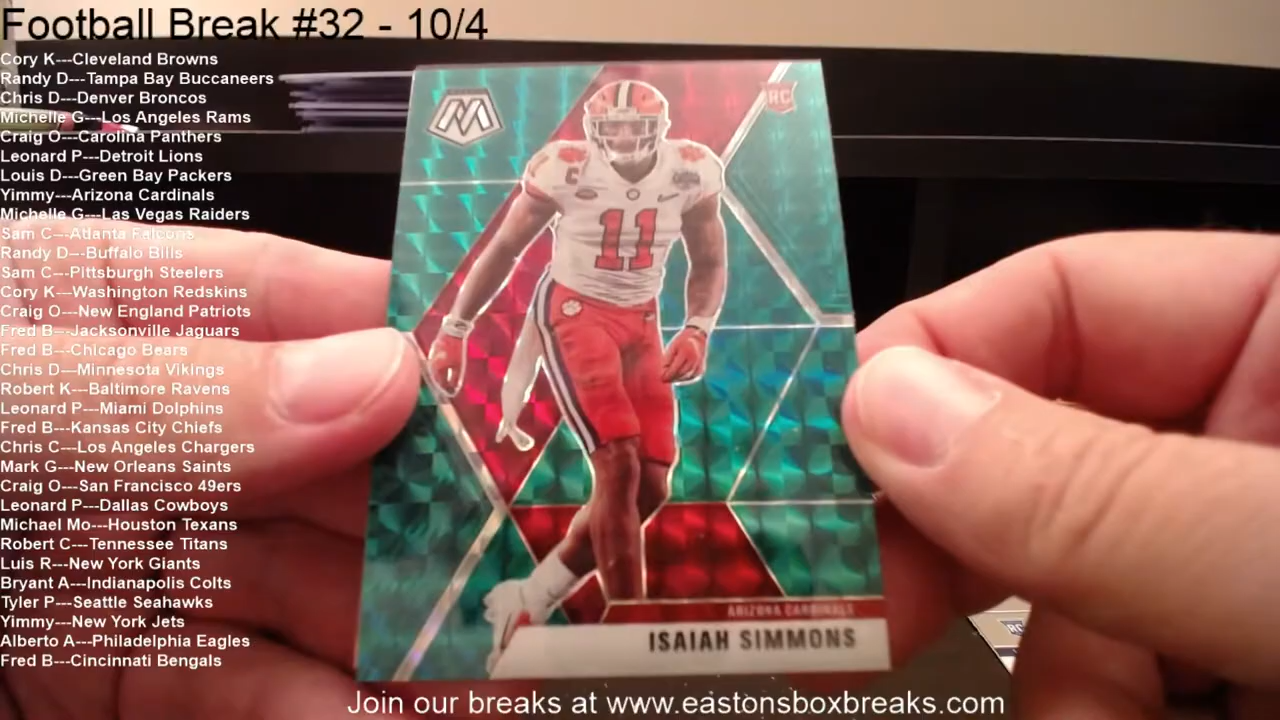 Football Break #32 - 10/4
Cory K---Cleveland Browns
Randy D---Tampa Bay Buccaneers
Chris D---Denver Broncos
Michelle G---Los Angeles Rams
Craig O---Carolina Panthers
Leonard P---Detroit Lions
Louis D---Green Bay Packers
Yimmy---Arizona Cardinals
Michelle G---Las Vegas Raiders
Sam C---Atlanta Falcons
Randy D---Buffalo Bills
Sam C---PIttsburgh Steelers
Cory K---Washington Redskins
Craig O---New England Patriots
Fred B---Jacksonville Jaguars
Fred B---Chicago Bears
Chris D---Minnesota Vikings
Robert K---Baltimore Ravens
Leonard P---Miami Dolphins
Fred B---Kansas City Chiefs
Chris C---Los Angeles Chargers
Mark G---New Orleans Saints
Craig O---San Francisco 49ers
Leonard P---Dallas Cowboys
Michael Mo---Houston Texans
Robert C---Tennessee Titans
Luis R---New York Giants
Bryant A---Indianapolis Colts
Tyler P---Seattle Seahawks
Yimmy---New York Jets
Alberto A---Philadelphia Eagles
Fred B---Cincinnati Bengals
M
RC
C
11
ARIZONA CARDINALS
ISAIAH SIMMONS
RC
Join our breaks at www.eastonsboxbreaks.com